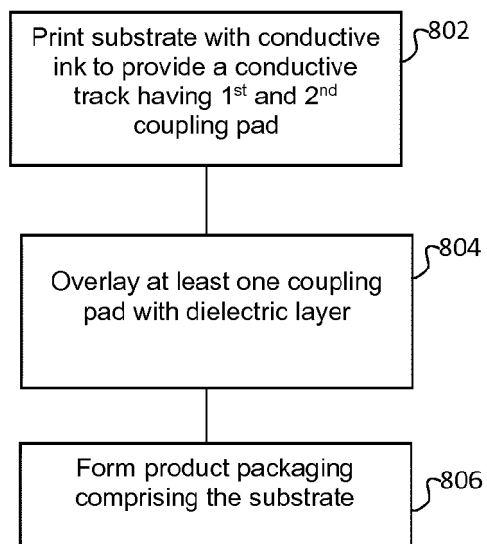 Print substrate with conductive
802
ink to provide a conductive
track having 1st and 2nd
coupling pad
804
Overlay at least one coupling
pad with dielectric layer
Form product packaging
806
comprising the substrate